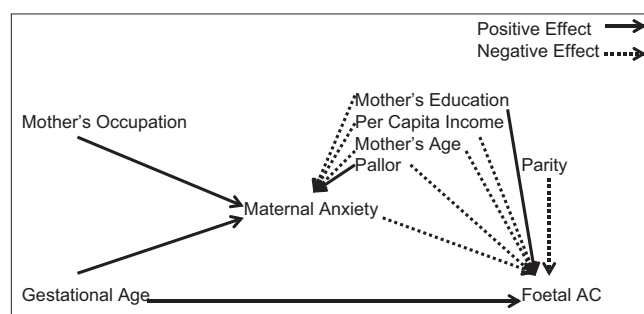 Positive Effect
Negative Effect
Mother's Education
Mother's Occupation
Per Capita Income
Mother's Age
Pallor
Parity
Maternal Anxiety
Gestational Age
Foetal AC